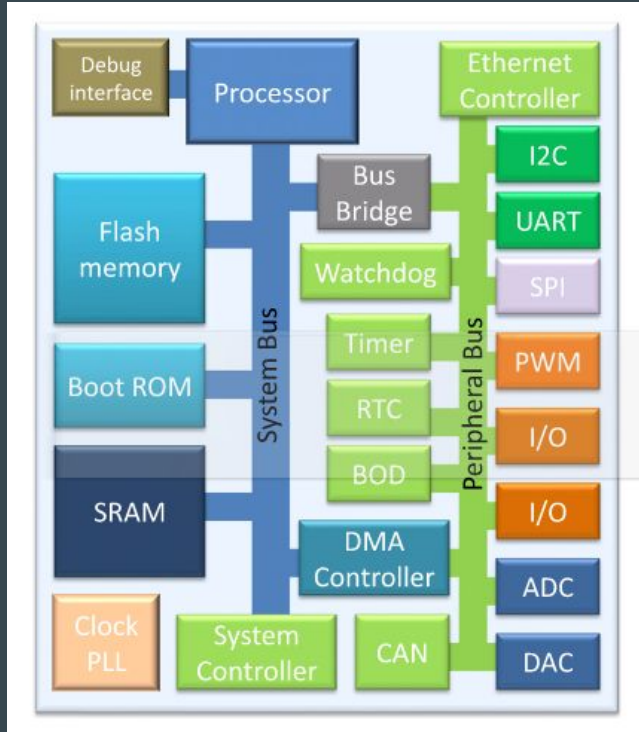 Debug
interface
Processor
Ethernet
Controller
I2C
Bus
Bridge
Flash
memory
UART
Watchdog
SPI
System Bus
Peripheral Bus
Timer
PWM
Boot ROM
RTC
I/O
BOD
SRAM
I/O
DMA
Controller
ADC
Clock
PLL
System
Controller
CAN
DAC